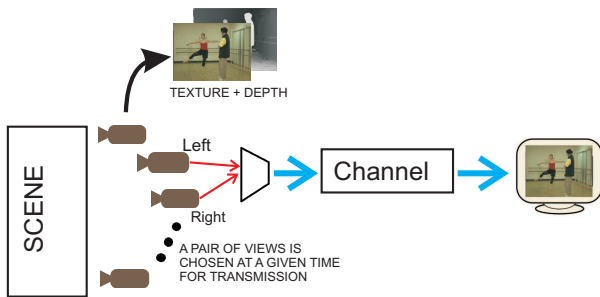 TEXTURE + DEPTH
SCENE
Left
Right
Channel
A PAIR OF VIEWS IS
CHOSEN AT A GIVEN TIME
FOR TRANSMISSION